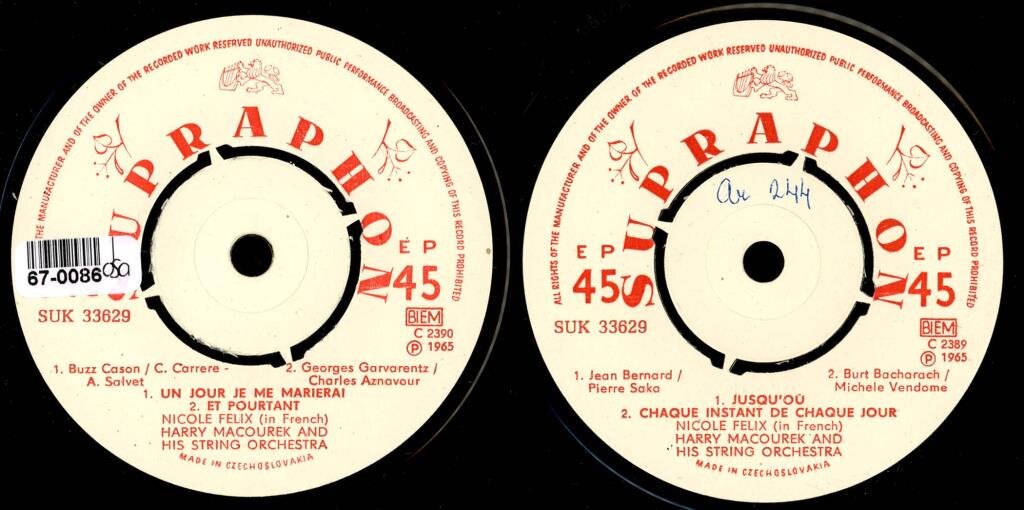 THE MANUFACTURER AND OF THE OWNER OF THE RECORDED WORK RESERVED UNAUTHORIZED PUBLIC PERFORMANCE BROADCASTING AND COPYING OF THIS RECORD PROHIBITED
SUPRAPHON
67-0086
osa
EP
45
SUK 33629
BIEM
C 2390
Ⓟ 1965
1. Buzz Cason / C. Carrere -
A. Salvet
2. Georges Garvarentz /
Charles Aznavour
1. UN JOUR JE ME MARIERAI
2. ET POURTANT
NICOLE FELIX (in French)
HARRY MACOUREK AND
HIS STRING ORCHESTRA
MADE IN CZECHOSLOVAKIA
ALL RIGHTS OF THE MANUFACTURER AND OF THE OWNER OF THE RECORDED WORK RESERVED UNAUTHORIZED PUBLIC PERFORMANCE BROADCASTING AND COPYING OF THIS RECORD PROHIBITED
SUPRAPHON
244
EP
45
EP
45
SUK 33629
BIEM
C 2389
Ⓟ 1965
1. Jean Bernard /
Pierre Saka
2. Burt Bacharach /
Michele Vendome
1. JUSQU'OÙ
2. CHAQUE INSTANT DE CHAQUE JOUR
NICOLE FELIX (in French)
HARRY MACOUREK AND
HIS STRING ORCHESTRA
MADE IN CZECHOSLOVAKIA